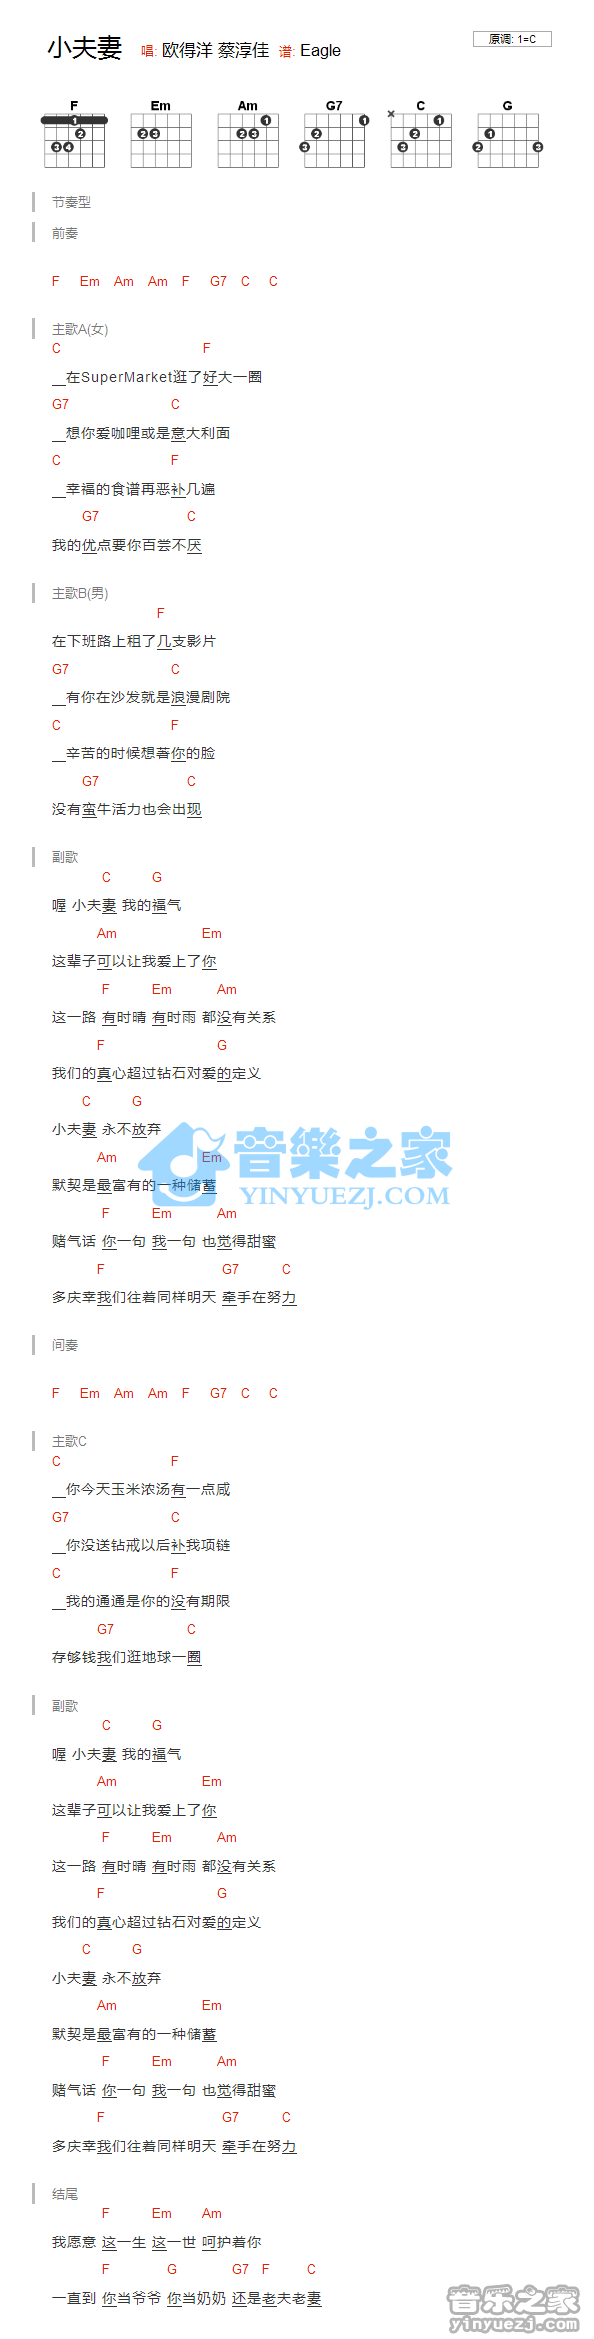 小夫妻 唱: 欧得洋 蔡淳佳 谱: Eagle
原调: 1=C
F Em Am G7 C G
节奏型
前奏
F Em Am Am F G7 C C
主歌A(女)
C F
__在SuperMarket逛了好大一圈
G7 C
__想你爱咖哩或是意大利面
C F
__幸福的食谱再恶补几遍
G7 C
我的优点要你百尝不厌
主歌B(男)
F
在下班路上租了几支影片
G7 C
__有你在沙发就是浪漫剧院
C F
__辛苦的时候想著你的脸
G7 C
没有蛮牛活力也会出现
副歌
C G
喔 小夫妻 我的福气
Am Em
这辈子可以让我爱上了你
F Em Am
这一路 有时晴 有时雨 都没有关系
F G
我们的真心超过钻石对爱的定义
C G
小夫妻 永不放弃
Am Em
默契是最富有的一种储蓄
F Em Am
赌气话 你一句 我一句 也觉得甜蜜
F G7 C
多庆幸我们往着同样明天 牵手在努力
音樂之家
YINYUEZJ.COM
间奏
F Em Am Am F G7 C C
主歌C
C F
__你今天玉米浓汤有一点咸
G7 C
__你没送钻戒以后补我项链
C F
__我的通通是你的没有期限
G7 C
存够钱我们逛地球一圈
副歌
C G
喔 小夫妻 我的福气
Am Em
这辈子可以让我爱上了你
F Em Am
这一路 有时晴 有时雨 都没有关系
F G
我们的真心超过钻石对爱的定义
C G
小夫妻 永不放弃
Am Em
默契是最富有的一种储蓄
F Em Am
赌气话 你一句 我一句 也觉得甜蜜
F G7 C
多庆幸我们往着同样明天 牵手在努力
结尾
F Em Am
我愿意 这一生 这一世 呵护着你
F G G7 F C
一直到 你当爷爷 你当奶奶 还是老夫老妻
音乐之家
yinyuezj.com